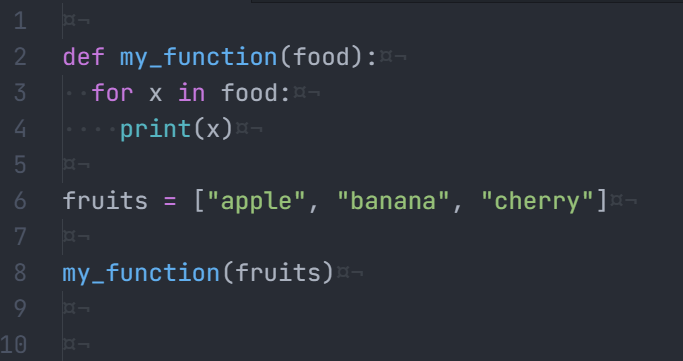 1 ¤¬
2 def my_function(food):¤¬
3 ··for x in food:¤¬
4 ····print(x)¤¬
5 ¤¬
6 fruits = ["apple", "banana", "cherry"]¤¬
7 ¤¬
8 my_function(fruits)¤¬
9 ¤¬
10 ¤¬